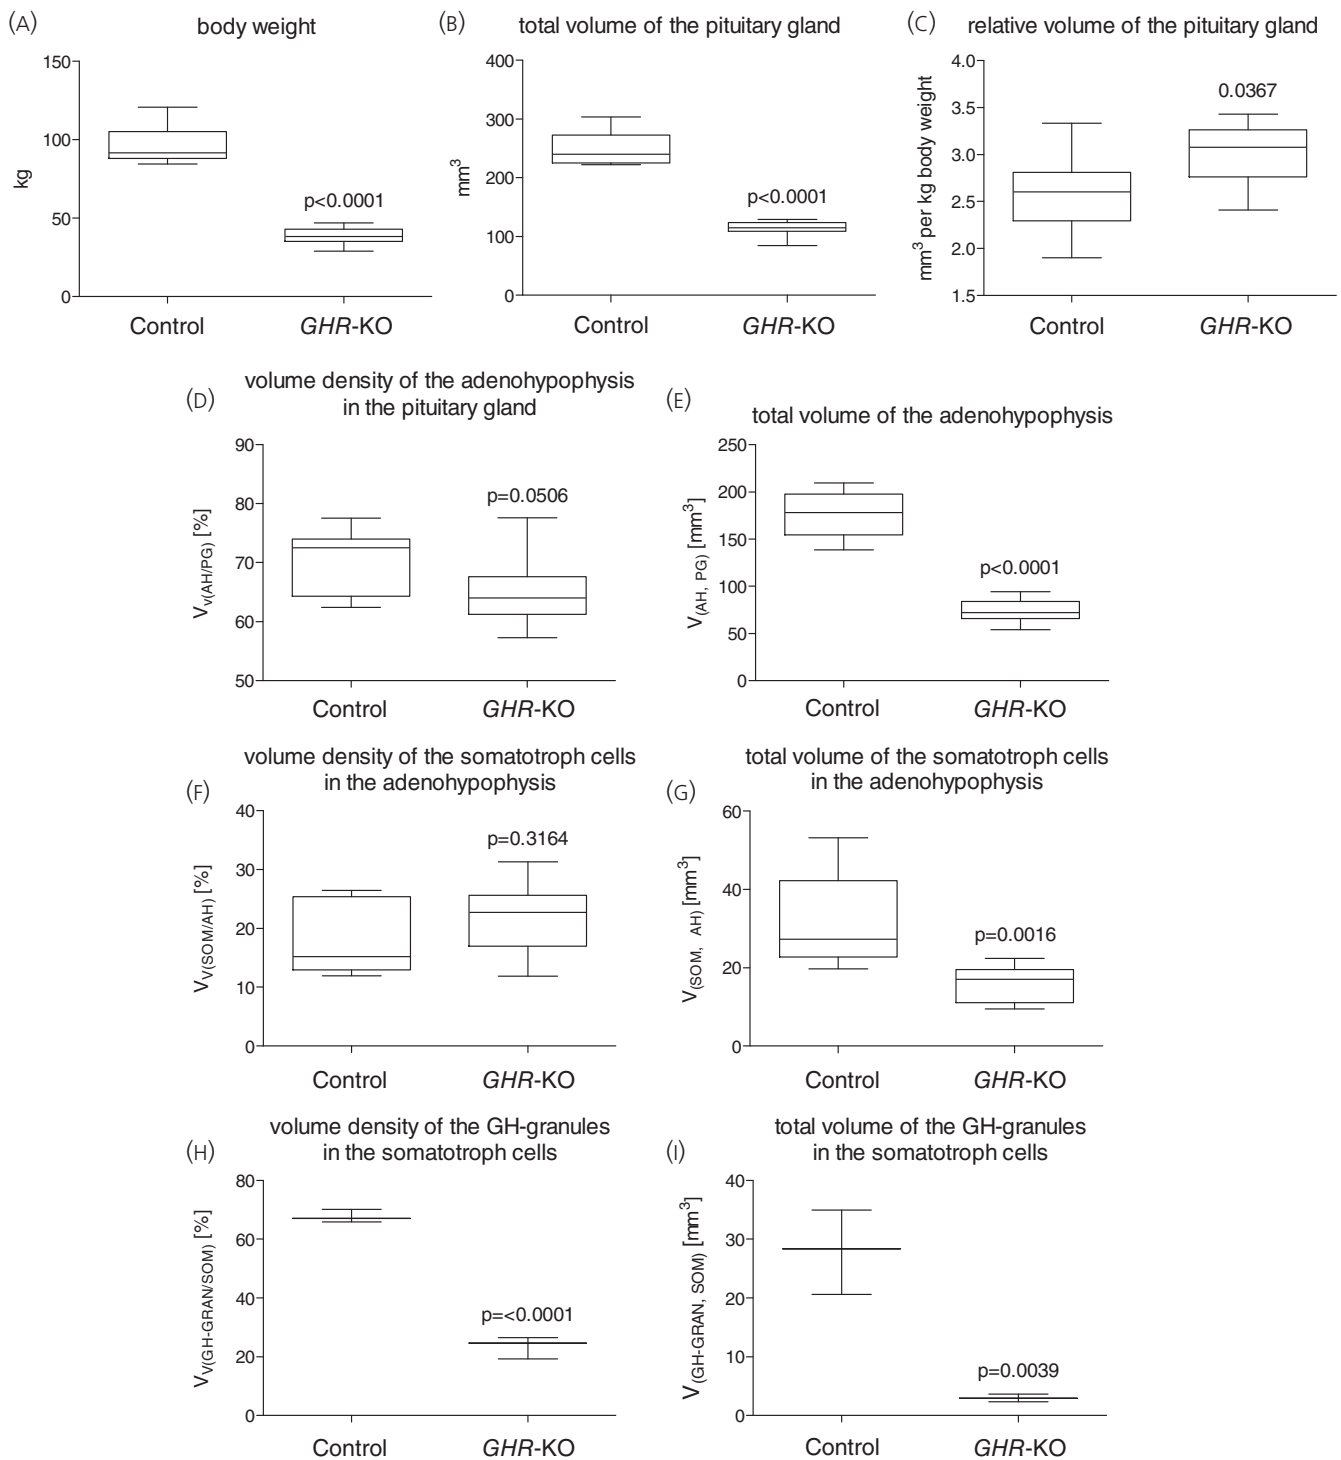 (A) body weight
150
100
50
0
kg
p<0.0001
Control GHR-KO
(B) total volume of the pituitary gland
400
300
200
100
0
mm³
p<0.0001
Control GHR-KO
(C) relative volume of the pituitary gland
4.0
3.5
3.0
2.5
2.0
1.5
mm³ per kg body weight
0.0367
Control GHR-KO
(D) volume density of the adenohypophysis
in the pituitary gland
90
80
70
60
50
Vv(AH/PG) [%]
p=0.0506
Control GHR-KO
(E) total volume of the adenohypophysis
250
200
150
100
50
0
V(AH, PG) [mm³]
p<0.0001
Control GHR-KO
(F) volume density of the somatotroph cells
in the adenohypophysis
40
30
20
10
0
VV(SOM/AH) [%]
p=0.3164
Control GHR-KO
(G) total volume of the somatotroph cells
in the adenohypophysis
60
40
20
0
V(SOM, AH) [mm³]
p=0.0016
Control GHR-KO
(H) volume density of the GH-granules
in the somatotroph cells
80
60
40
20
0
VV(GH-GRAN/SOM) [%]
p=<0.0001
Control GHR-KO
(I) total volume of the GH-granules
in the somatotroph cells
40
30
20
10
0
V(GH-GRAN, SOM) [mm³]
p=0.0039
Control GHR-KO